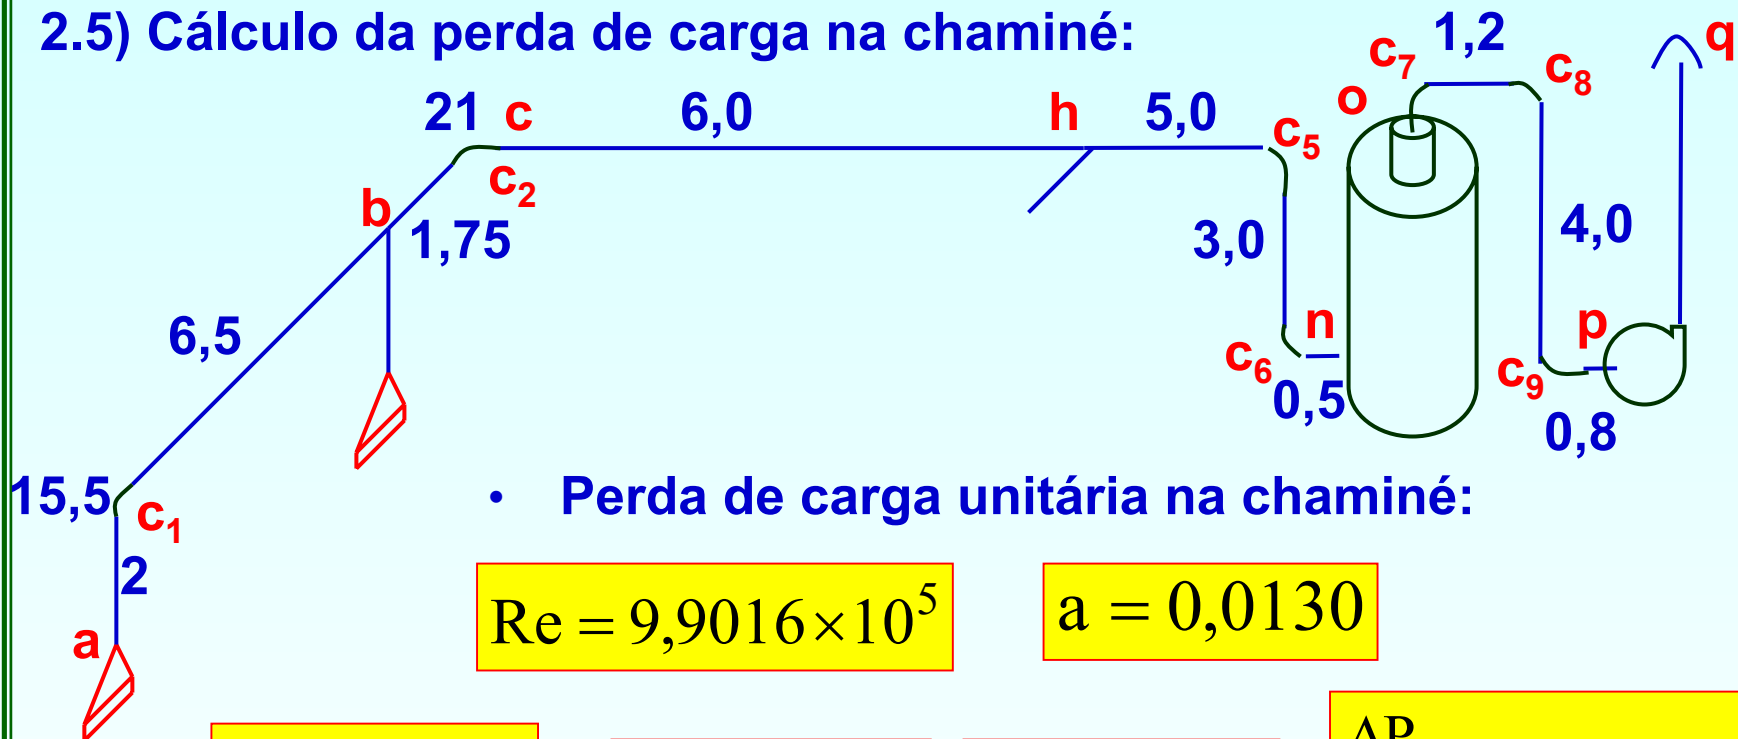 2.5) Cálculo da perda de carga na chaminé:
1,2
q
c7
c8
o
21 c
6,0
h
5,0
c5
c2
b
1,75
3,0
4,0
6,5
n
p
c6
c9
0,5
0,8
15,5
c1
• Perda de carga unitária na chaminé:
2
Re = 9,9016×10⁵
a = 0,0130
a
ΔP